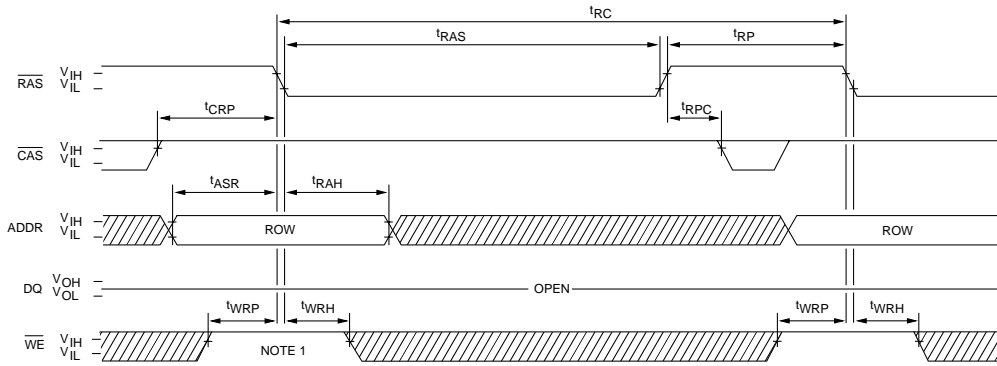 tRC
tRAS tRP
RAS VIH VIL
tCRP tRPC
CAS VIH VIL
tASR tRAH
ADDR VIH VIL ROW ROW
DQ VOH VOL OPEN
tWRP tWRH tWRP tWRH
WE VIH VIL NOTE 1